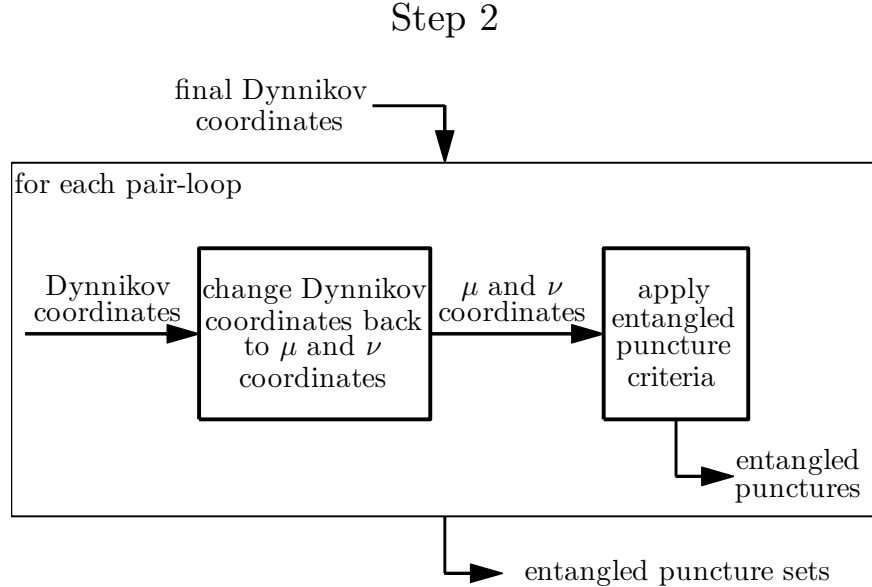 Step 2
final Dynnikov
coordinates
for each pair-loop
Dynnikov
coordinates
change Dynnikov
coordinates back
to μ and ν
coordinates
μ and ν
coordinates
apply
entangled
puncture
criteria
entangled
punctures
entangled puncture sets